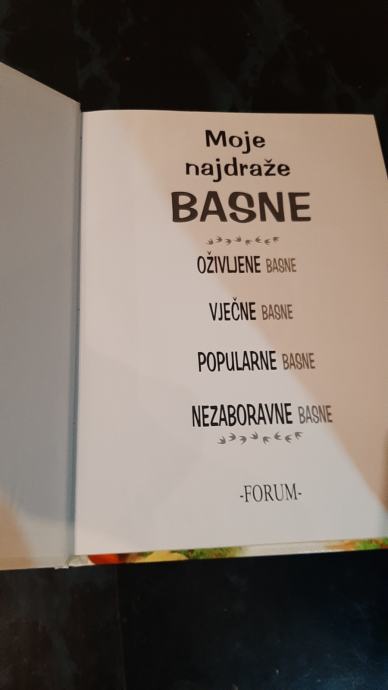 Moje
najdraže
BASNE
OŽIVLJENE BASNE
VJEČNE BASNE
POPULARNE BASNE
NEZABORAVNE BASNE
-FORUM-